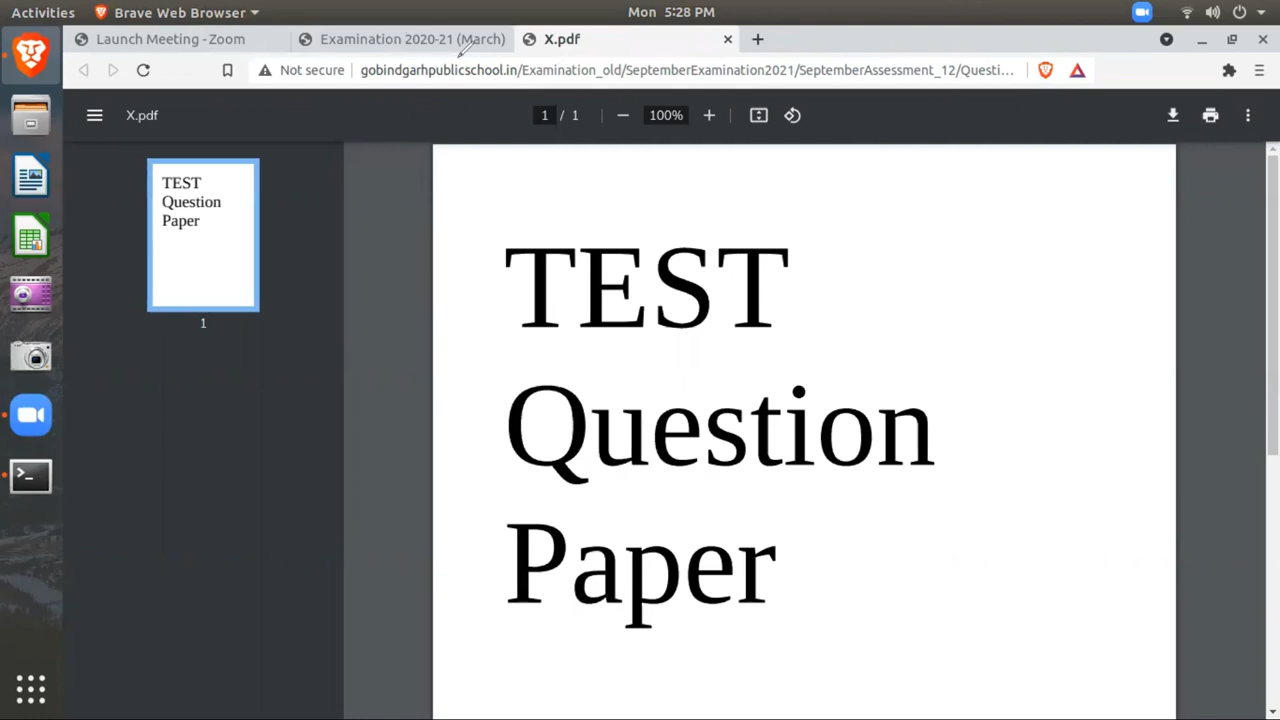 Activities Brave Web Browser Mon 5:28 PM
Launch Meeting - Zoom Examination 2020-21 (March) X.pdf
Not secure gobindgarhpublicschool.in/Examination_old/SeptemberExamination2021/SeptemberAssessment_12/Questi...
X.pdf 1 / 1 100%
TEST
Question
Paper
1
TEST
Question
Paper